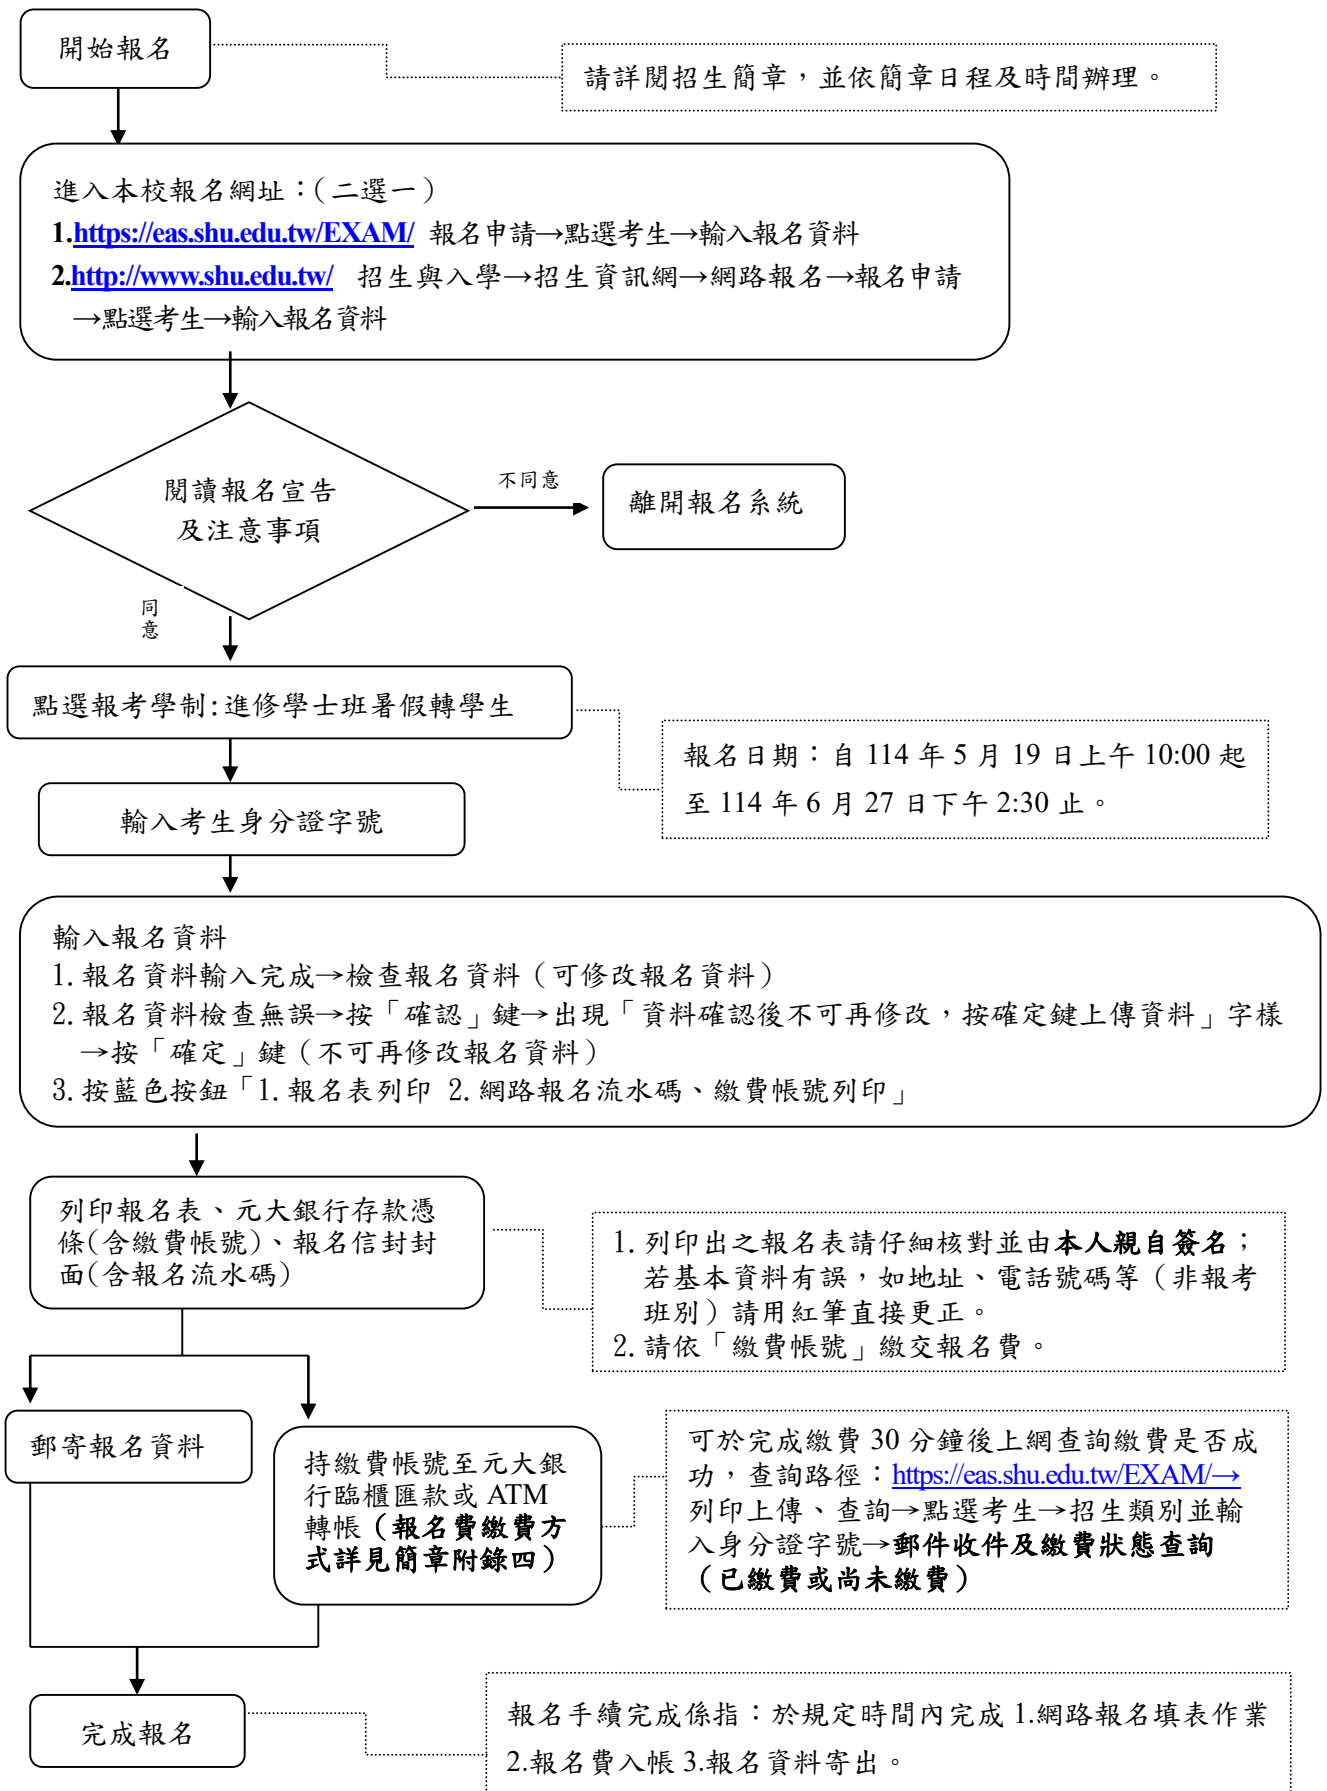 開始報名
請詳閱招生簡章，並依簡章日程及時間辦理。
進入本校報名網址：(二選一)
1.https://eas.shu.edu.tw/EXAM/ 報名申請→點選考生→輸入報名資料
2.http://www.shu.edu.tw/ 招生與入學→招生資訊網→網路報名→報名申請
→點選考生→輸入報名資料
閱讀報名宣告
及注意事項
不同意
離開報名系統
同
意
點選報考學制:進修學士班暑假轉學生
報名日期：自 114 年 5 月 19 日上午 10:00 起
至 114 年 6 月 27 日下午 2:30 止。
輸入考生身分證字號
輸入報名資料
1.報名資料輸入完成→檢查報名資料（可修改報名資料）
2.報名資料檢查無誤→按「確認」鍵→出現「資料確認後不可再修改，按確定鍵上傳資料」字樣
→按「確定」鍵（不可再修改報名資料）
3.按藍色按鈕「1.報名表列印 2.網路報名流水碼、繳費帳號列印」
列印報名表、元大銀行存款憑
條(含繳費帳號)、報名信封封
面(含報名流水碼)
1.列印出之報名表請仔細核對並由本人親自簽名；
若基本資料有誤，如地址、電話號碼等（非報考
班別）請用紅筆直接更正。
2.請依「繳費帳號」繳交報名費。
郵寄報名資料
持繳費帳號至元大銀
行臨櫃匯款或 ATM
轉帳（報名費繳費方
式詳見簡章附錄四）
可於完成繳費 30 分鐘後上網查詢繳費是否成
功，查詢路徑：https://eas.shu.edu.tw/EXAM/→
列印上傳、查詢→點選考生→招生類別並輸
入身分證字號→郵件收件及繳費狀態查詢
（已繳費或尚未繳費）
完成報名
報名手續完成係指：於規定時間內完成 1.網路報名填表作業
2.報名費入帳 3.報名資料寄出。